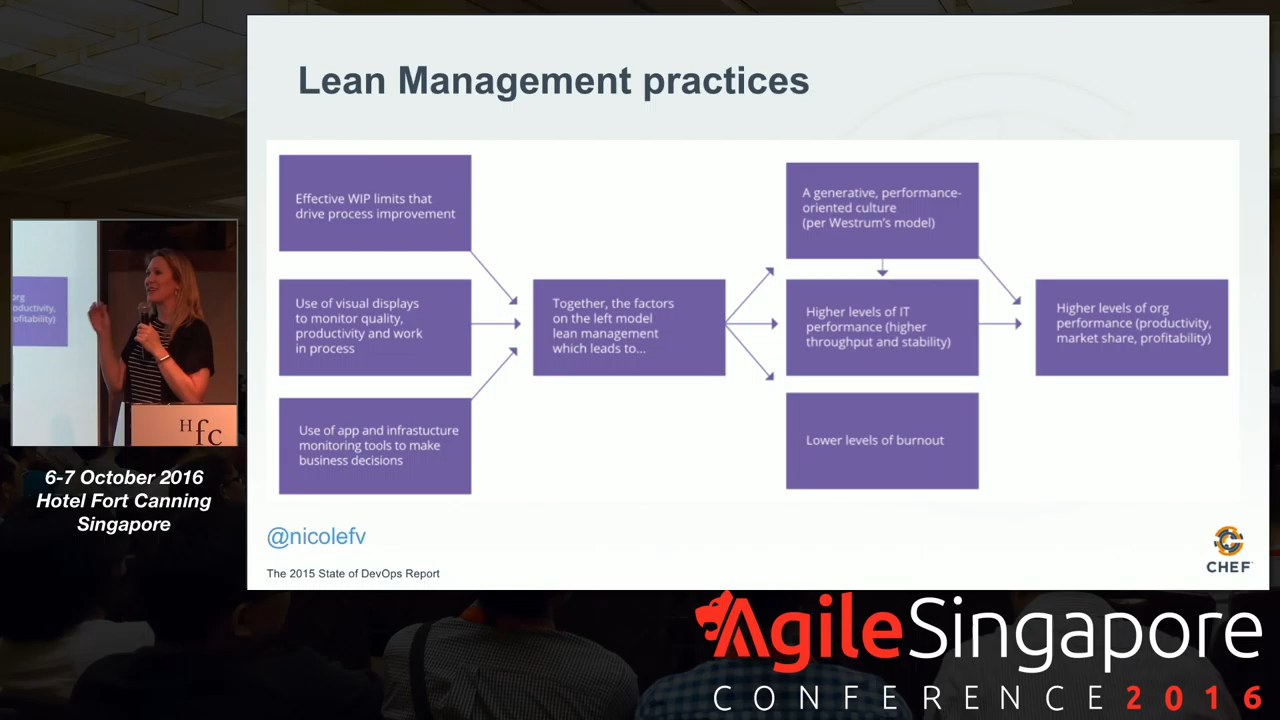 Lean Management practices
Effective WIP limits that
drive process improvement
Use of visual displays
to monitor quality,
productivity and work
in process
Use of app and infrastucture
monitoring tools to make
business decisions
Together, the factors
on the left model
lean management
which leads to...
A generative, performance-
oriented culture
(per Westrum's model)
Higher levels of IT
performance (higher
throughput and stability)
Lower levels of burnout
Higher levels of org
performance (productivity,
market share, profitability)
@nicolefv
The 2015 State of DevOps Report
CHEF
org
oductivity,
ofitability)
Hfc
6-7 October 2016
Hotel Fort Canning
Singapore
AgileSingapore
CONFERENCE 2016